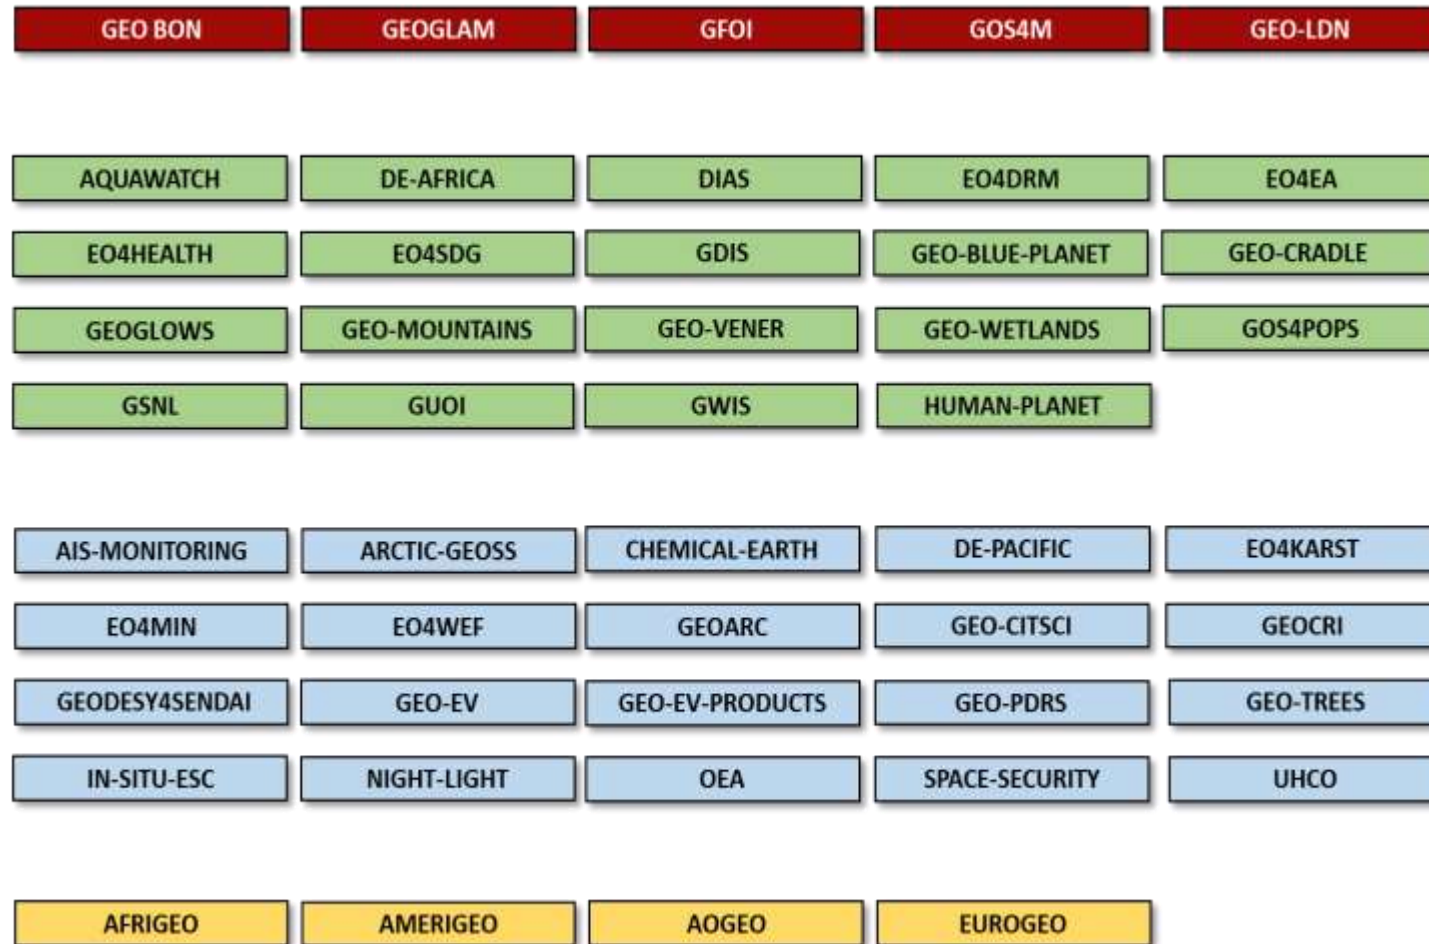 GEO BON GEOGLAM GFOI GOS4M GEO-LDN
AQUAWATCH DE-AFRICA DIAS EO4DRM EO4EA
EO4HEALTH EO4SDG GDIS GEO-BLUE-PLANET GEO-CRADLE
GEOGLOWS GEO-MOUNTAINS GEO-VENER GEO-WETLANDS GOS4POPS
GSNL GUOI GWIS HUMAN-PLANET
AIS-MONITORING ARCTIC-GEOSS CHEMICAL-EARTH DE-PACIFIC EO4KARST
EO4MIN EO4WEF GEOARC GEO-CITSCI GEOCRI
GEODESY4SENDAI GEO-EV GEO-EV-PRODUCTS GEO-PDRS GEO-TREES
IN-SITU-ESC NIGHT-LIGHT OEA SPACE-SECURITY UHCO
AFRIGEO AMERIGEO AOGEO EUROGEO